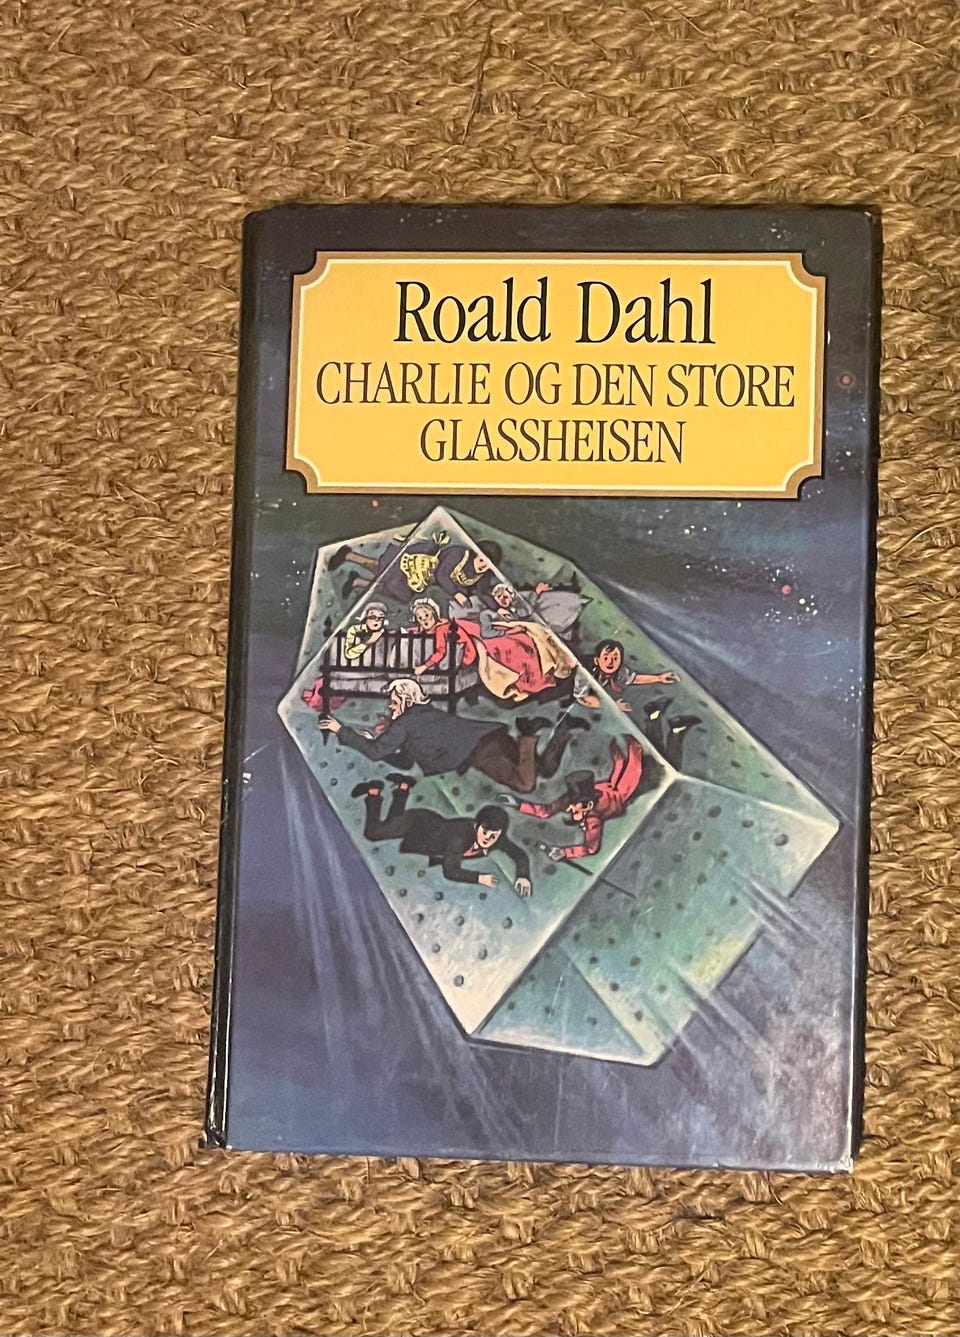 Roald Dahl
CHARLIE OG DEN STORE
GLASSHEISEN